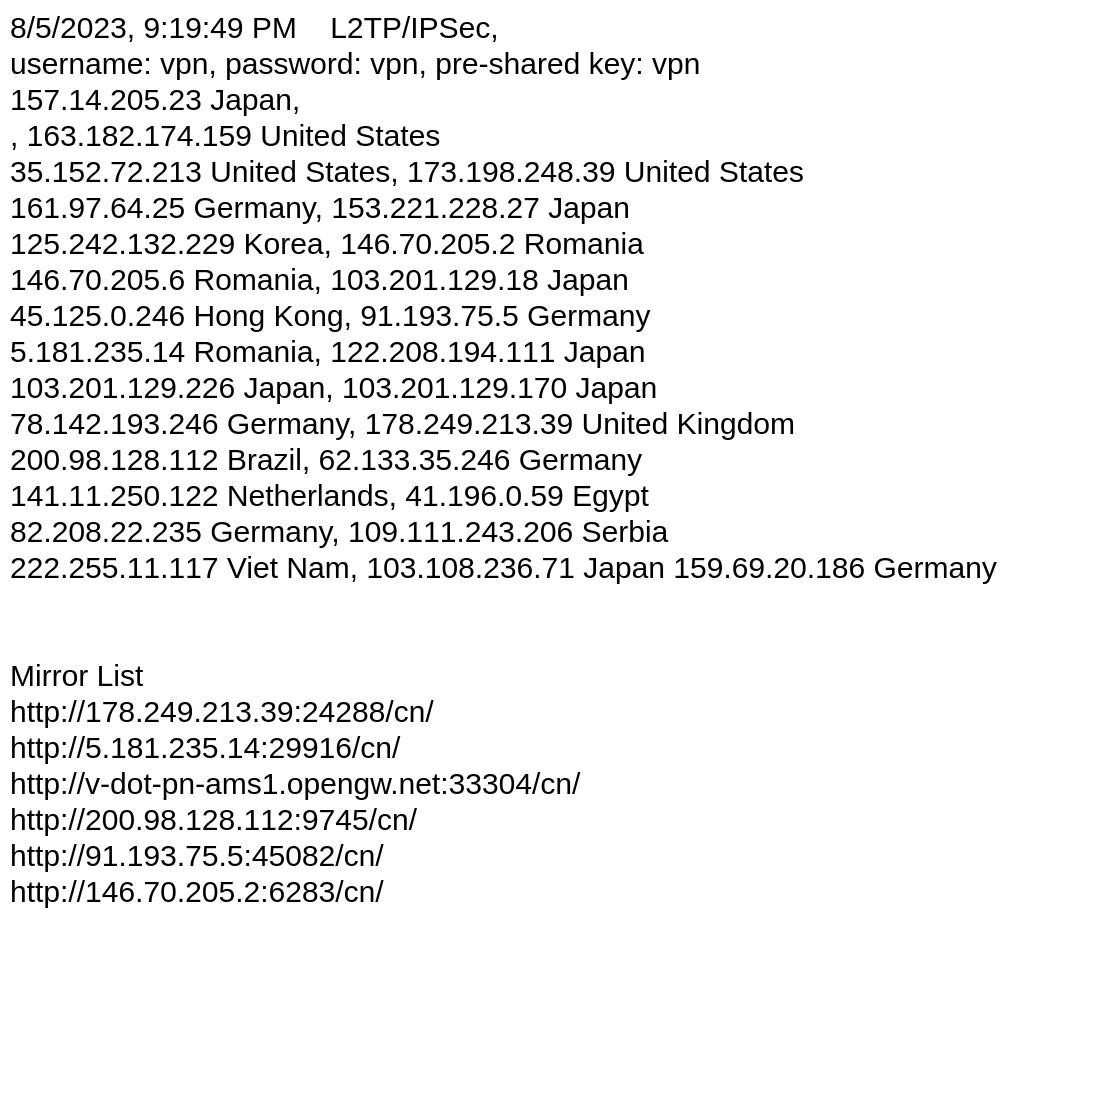 8/5/2023, 9:19:49 PM    L2TP/IPSec,
username: vpn, password: vpn, pre-shared key: vpn
157.14.205.23 Japan,
, 163.182.174.159 United States
35.152.72.213 United States, 173.198.248.39 United States
161.97.64.25 Germany, 153.221.228.27 Japan
125.242.132.229 Korea, 146.70.205.2 Romania
146.70.205.6 Romania, 103.201.129.18 Japan
45.125.0.246 Hong Kong, 91.193.75.5 Germany
5.181.235.14 Romania, 122.208.194.111 Japan
103.201.129.226 Japan, 103.201.129.170 Japan
78.142.193.246 Germany, 178.249.213.39 United Kingdom
200.98.128.112 Brazil, 62.133.35.246 Germany
141.11.250.122 Netherlands, 41.196.0.59 Egypt
82.208.22.235 Germany, 109.111.243.206 Serbia
222.255.11.117 Viet Nam, 103.108.236.71 Japan 159.69.20.186 Germany
Mirror List
http://178.249.213.39:24288/cn/
http://5.181.235.14:29916/cn/
http://v-dot-pn-ams1.opengw.net:33304/cn/
http://200.98.128.112:9745/cn/
http://91.193.75.5:45082/cn/
http://146.70.205.2:6283/cn/